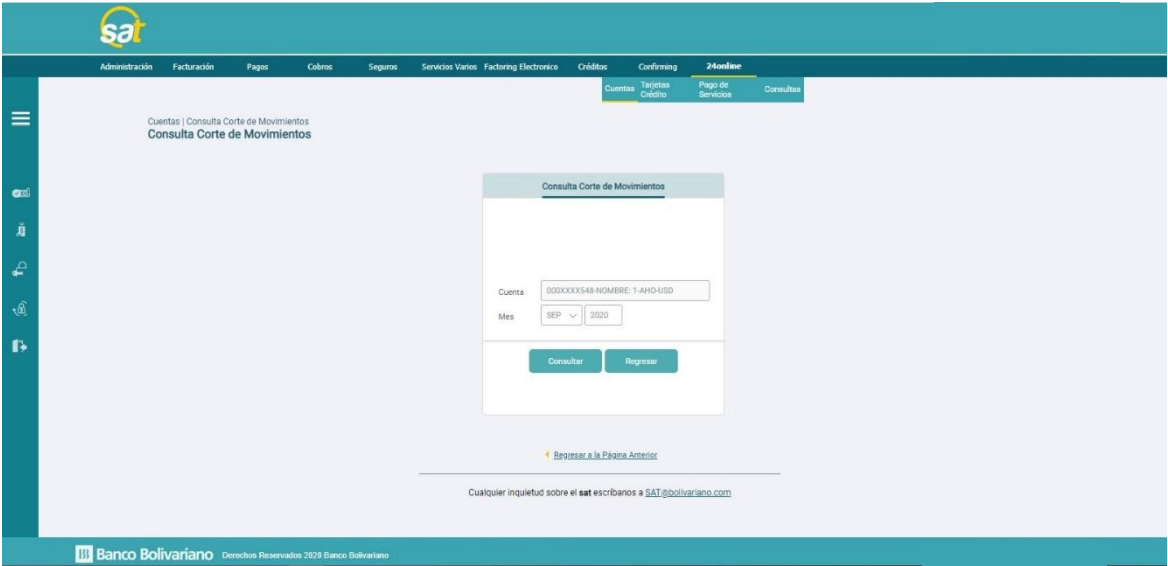 sat
Administración Facturación Pagos Cobros Seguros Servicios Varios Factoring Electronico Créditos Confirming 24online
Cuentas Tarjetas Crédito Pago de Servicios Consultas
Cuentas | Consulta Corte de Movimientos
Consulta Corte de Movimientos
Consulta Corte de Movimientos
Cuenta 000XXXX548-NOMBRE: 1-AHO-USD
Mes SEP 2020
Consultar Regresar
Regresar a la Página Anterior
Cualquier inquietud sobre el sat escríbanos a SAT@bolivariano.com
Banco Bolivariano Derechos Reservados 2020 Banco Bolivariano